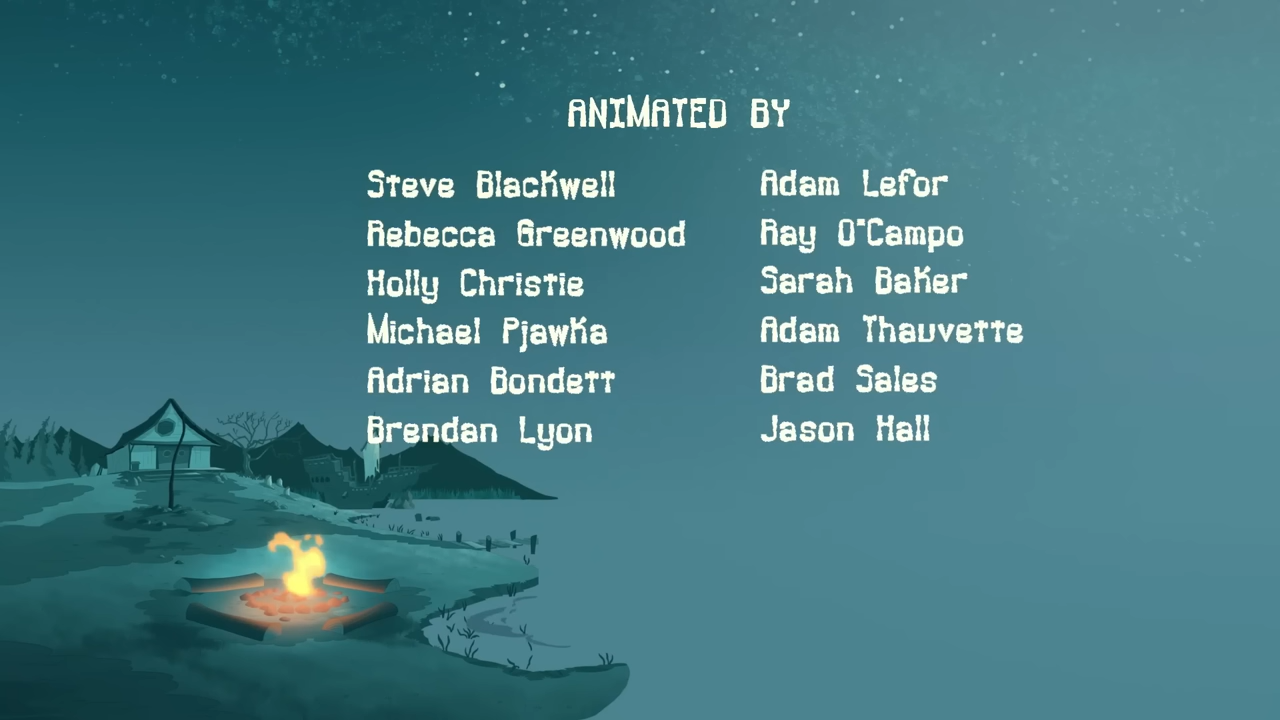 ANIMATED BY
Steve Blackwell
Rebecca Greenwood
Holly Christie
Michael Pjawka
Adrian Bondett
Brendan Lyon
Adam Lefor
Ray O'Campo
Sarah Baker
Adam Thauvette
Brad Sales
Jason Hall